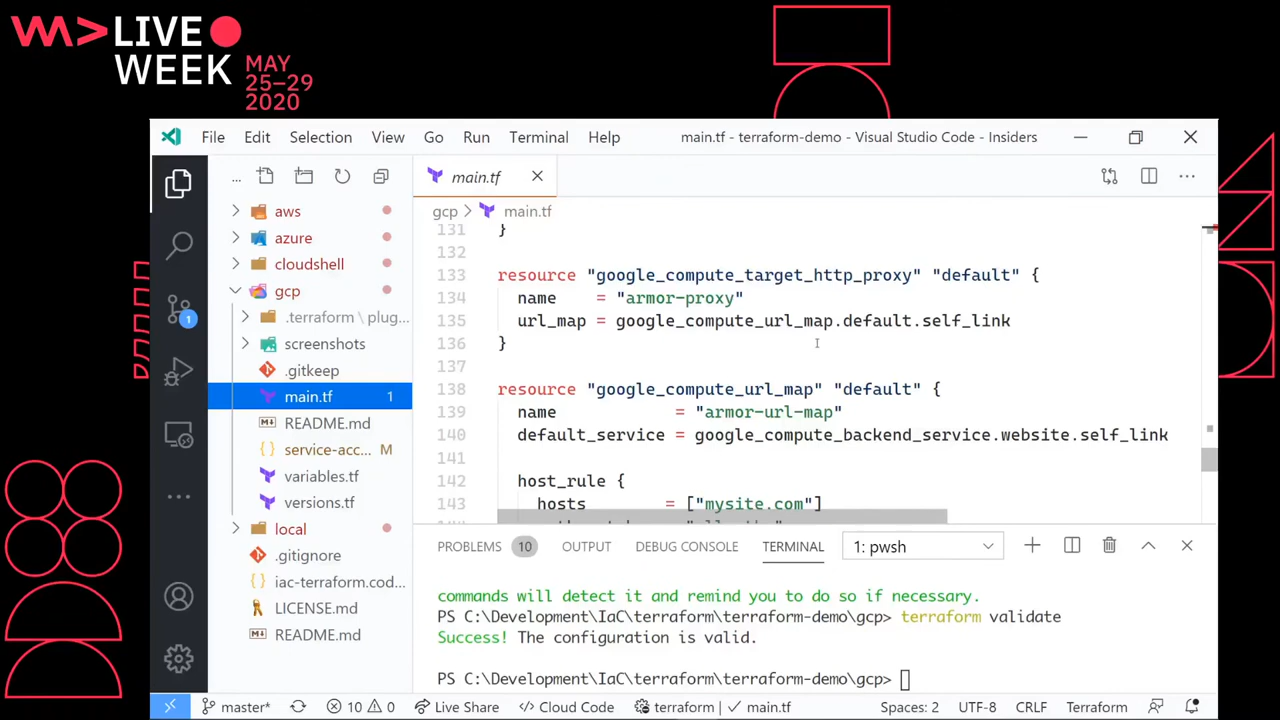 LIVE
WEEK
MAY
25–29
2020
File Edit Selection View Go Run Terminal Help
main.tf - terraform-demo - Visual Studio Code - Insiders
...
aws
azure
cloudshell
gcp
.terraform / plug...
screenshots
.gitkeep
main.tf 1
README.md
service-acc... M
variables.tf
versions.tf
local
.gitignore
iac-terraform.cod...
LICENSE.md
README.md
1
main.tf
gcp > main.tf
131 }
132
133 resource "google_compute_target_http_proxy" "default" {
134 name = "armor-proxy"
135 url_map = google_compute_url_map.default.self_link
136 }
137
138 resource "google_compute_url_map" "default" {
139 name = "armor-url-map"
140 default_service = google_compute_backend_service.website.self_link
141
142 host_rule {
143 hosts = ["mysite.com"]
PROBLEMS 10 OUTPUT DEBUG CONSOLE TERMINAL 1: pwsh
commands will detect it and remind you to do so if necessary.
PS C:\Development\IaC\terraform\terraform-demo\gcp> terraform validate
Success! The configuration is valid.
PS C:\Development\IaC\terraform\terraform-demo\gcp>
master* 10 0 Live Share Cloud Code terraform | ✓ main.tf Spaces: 2 UTF-8 CRLF Terraform